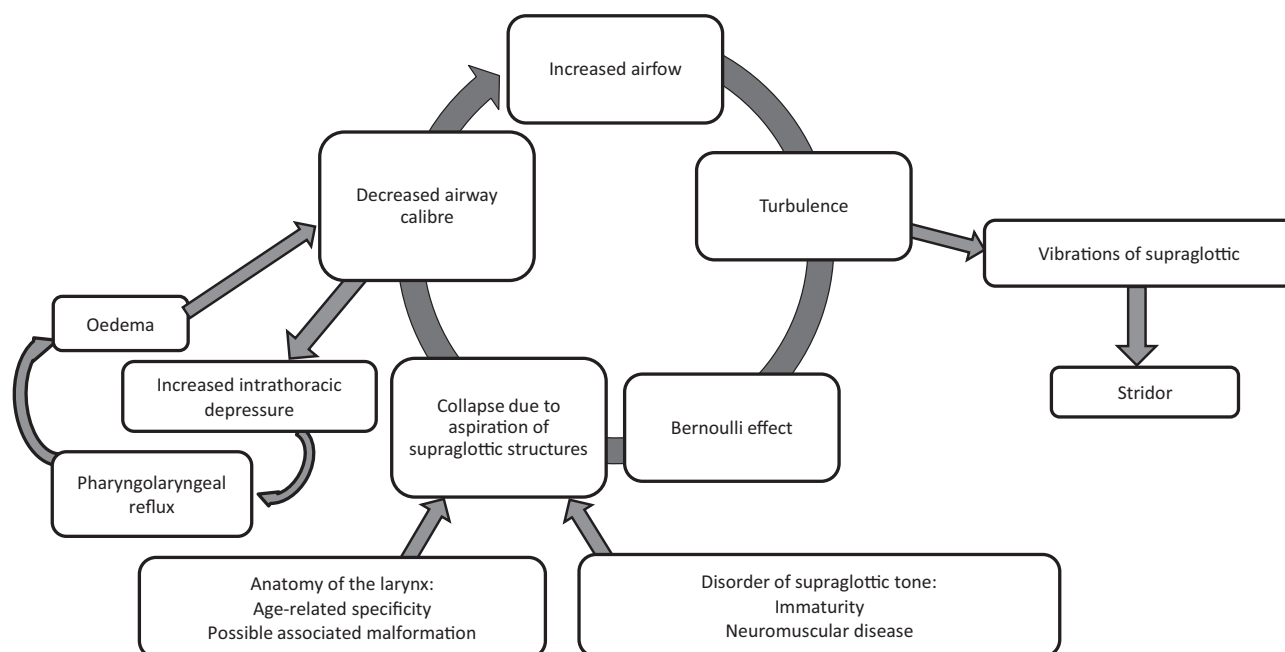 Increased airfow
Decreased airway
calibre
Turbulence
Vibrations of supraglottic
Stridor
Oedema
Increased intrathoracic
depressure
Pharyngolaryngeal
reflux
Collapse due to
aspiration of
supraglottic structures
Bernoulli effect
Anatomy of the larynx:
Age-related specificity
Possible associated malformation
Disorder of supraglottic tone:
Immaturity
Neuromuscular disease